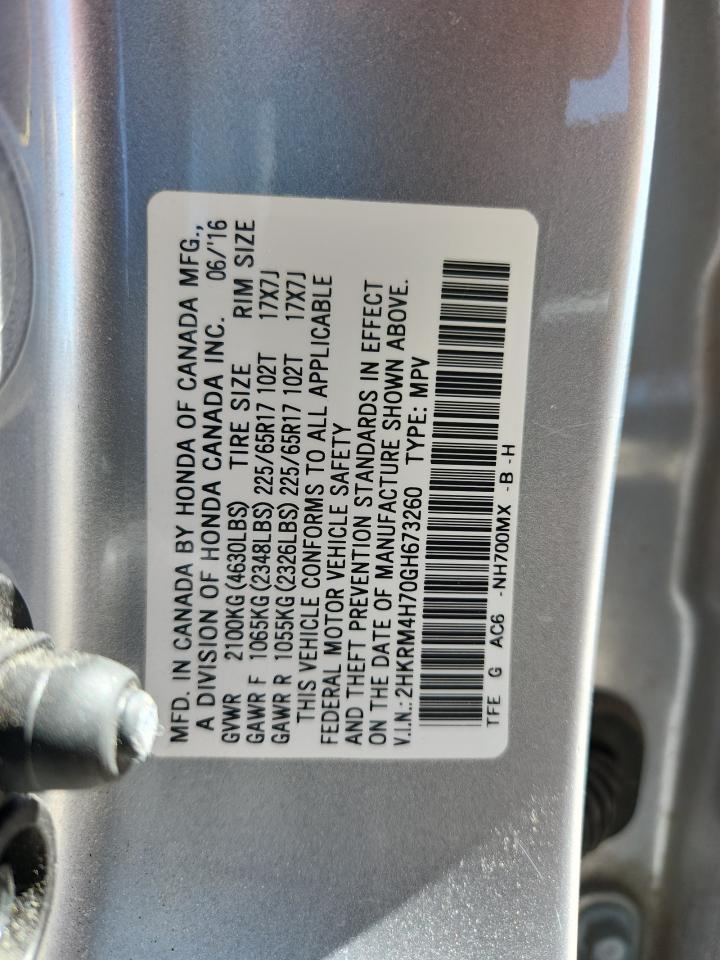 MFD. IN CANADA BY HONDA OF CANADA MFG.,
A DIVISION OF HONDA CANADA INC. 06/'16
GVWR 2100KG (4630LBS) TIRE SIZE RIM SIZE
GAWR F 1065KG (2348LBS) 225/65R17 102T 17X7J
GAWR R 1055KG (2326LBS) 225/65R17 102T 17X7J
THIS VEHICLE CONFORMS TO ALL APPLICABLE
FEDERAL MOTOR VEHICLE SAFETY
AND THEFT PREVENTION STANDARDS IN EFFECT
ON THE DATE OF MANUFACTURE SHOWN ABOVE.
V.I.N.: 2HKRM4H70GH673260 TYPE: MPV
TFE G AC6 -NH700MX -B -H